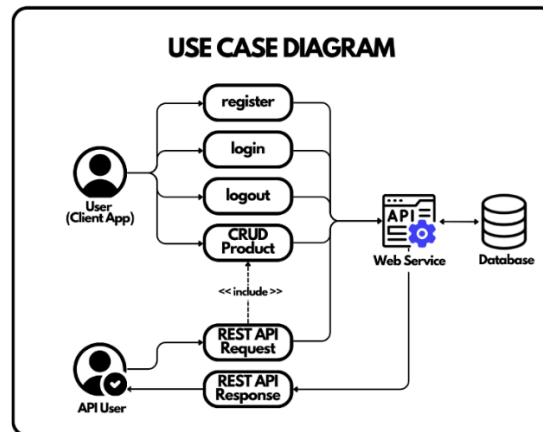 USE CASE DIAGRAM
register
login
logout
CRUD
Product
User
(Client App)
API
Web Service
Database
<< include >>
REST API
Request
REST API
Response
API User